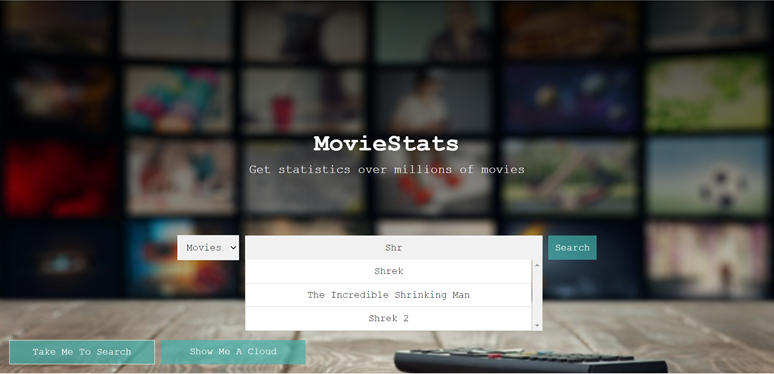 MovieStats
Get statistics over millions of movies
Movies Shr Search
Shrek
The Incredible Shrinking Man
Shrek 2
Take Me To Search Show Me A Cloud